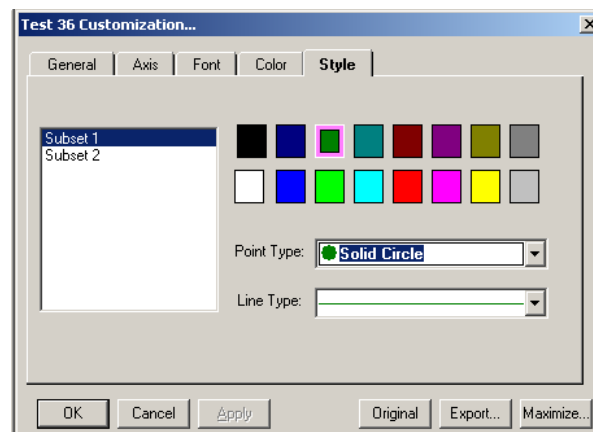 Test 36 Customization...
General Axis Font Color Style
Subset 1
Subset 2
Point Type: Solid Circle
Line Type:
OK Cancel Apply Original Export... Maximize...